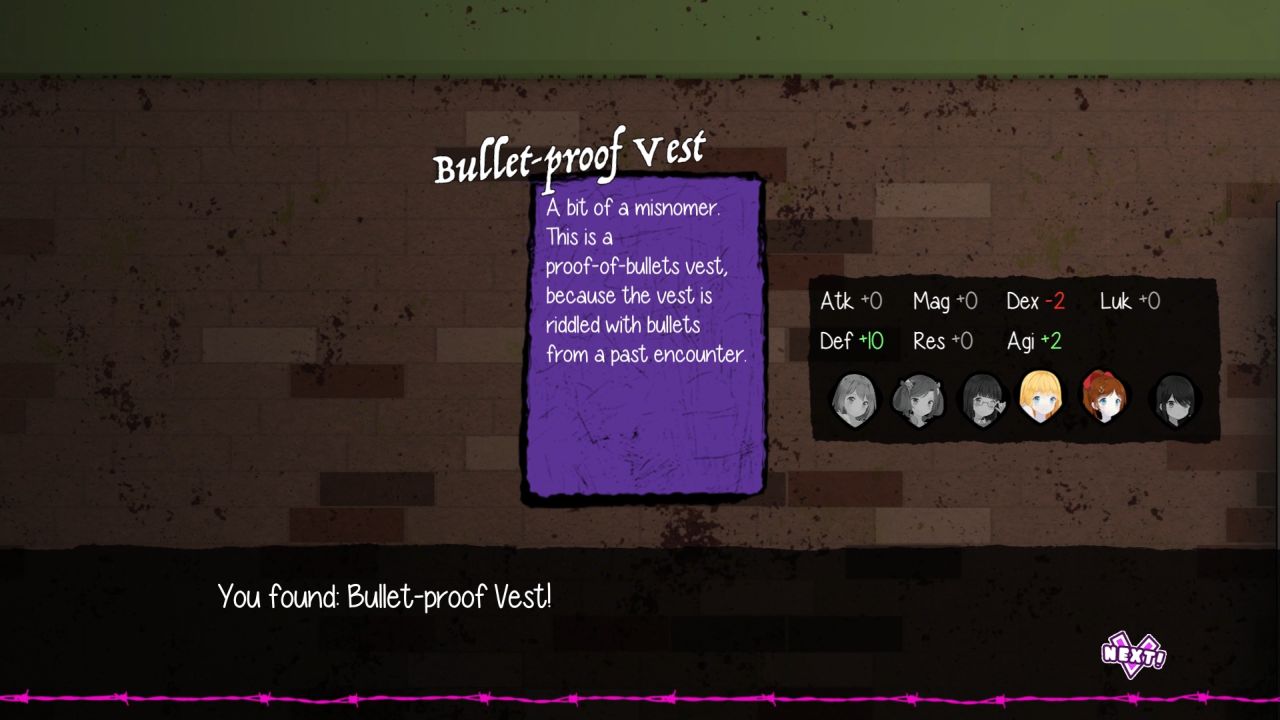 Bullet-proof Vest
A bit of a misnomer.
This is a
proof-of-bullets vest,
because the vest is
riddled with bullets
from a past encounter.
Atk +0 Mag +0 Dex -2 Luk +0
Def +10 Res +0 Agi +2
You found: Bullet-proof Vest!
NEXT!